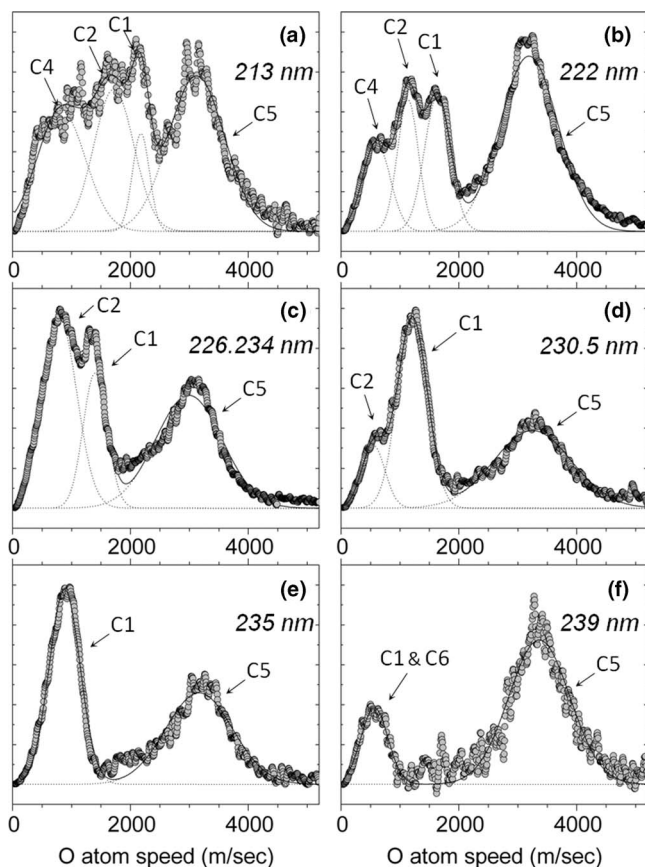 (a)
213 nm
C4
C2
C1
C5
0 2000 4000
(b)
222 nm
C4
C2
C1
C5
0 2000 4000
(c)
226.234 nm
C2
C1
C5
0 2000 4000
(d)
230.5 nm
C2
C1
C5
0 2000 4000
(e)
235 nm
C1
C5
0 2000 4000
O atom speed (m/sec)
(f)
239 nm
C1 & C6
C5
0 2000 4000
O atom speed (m/sec)